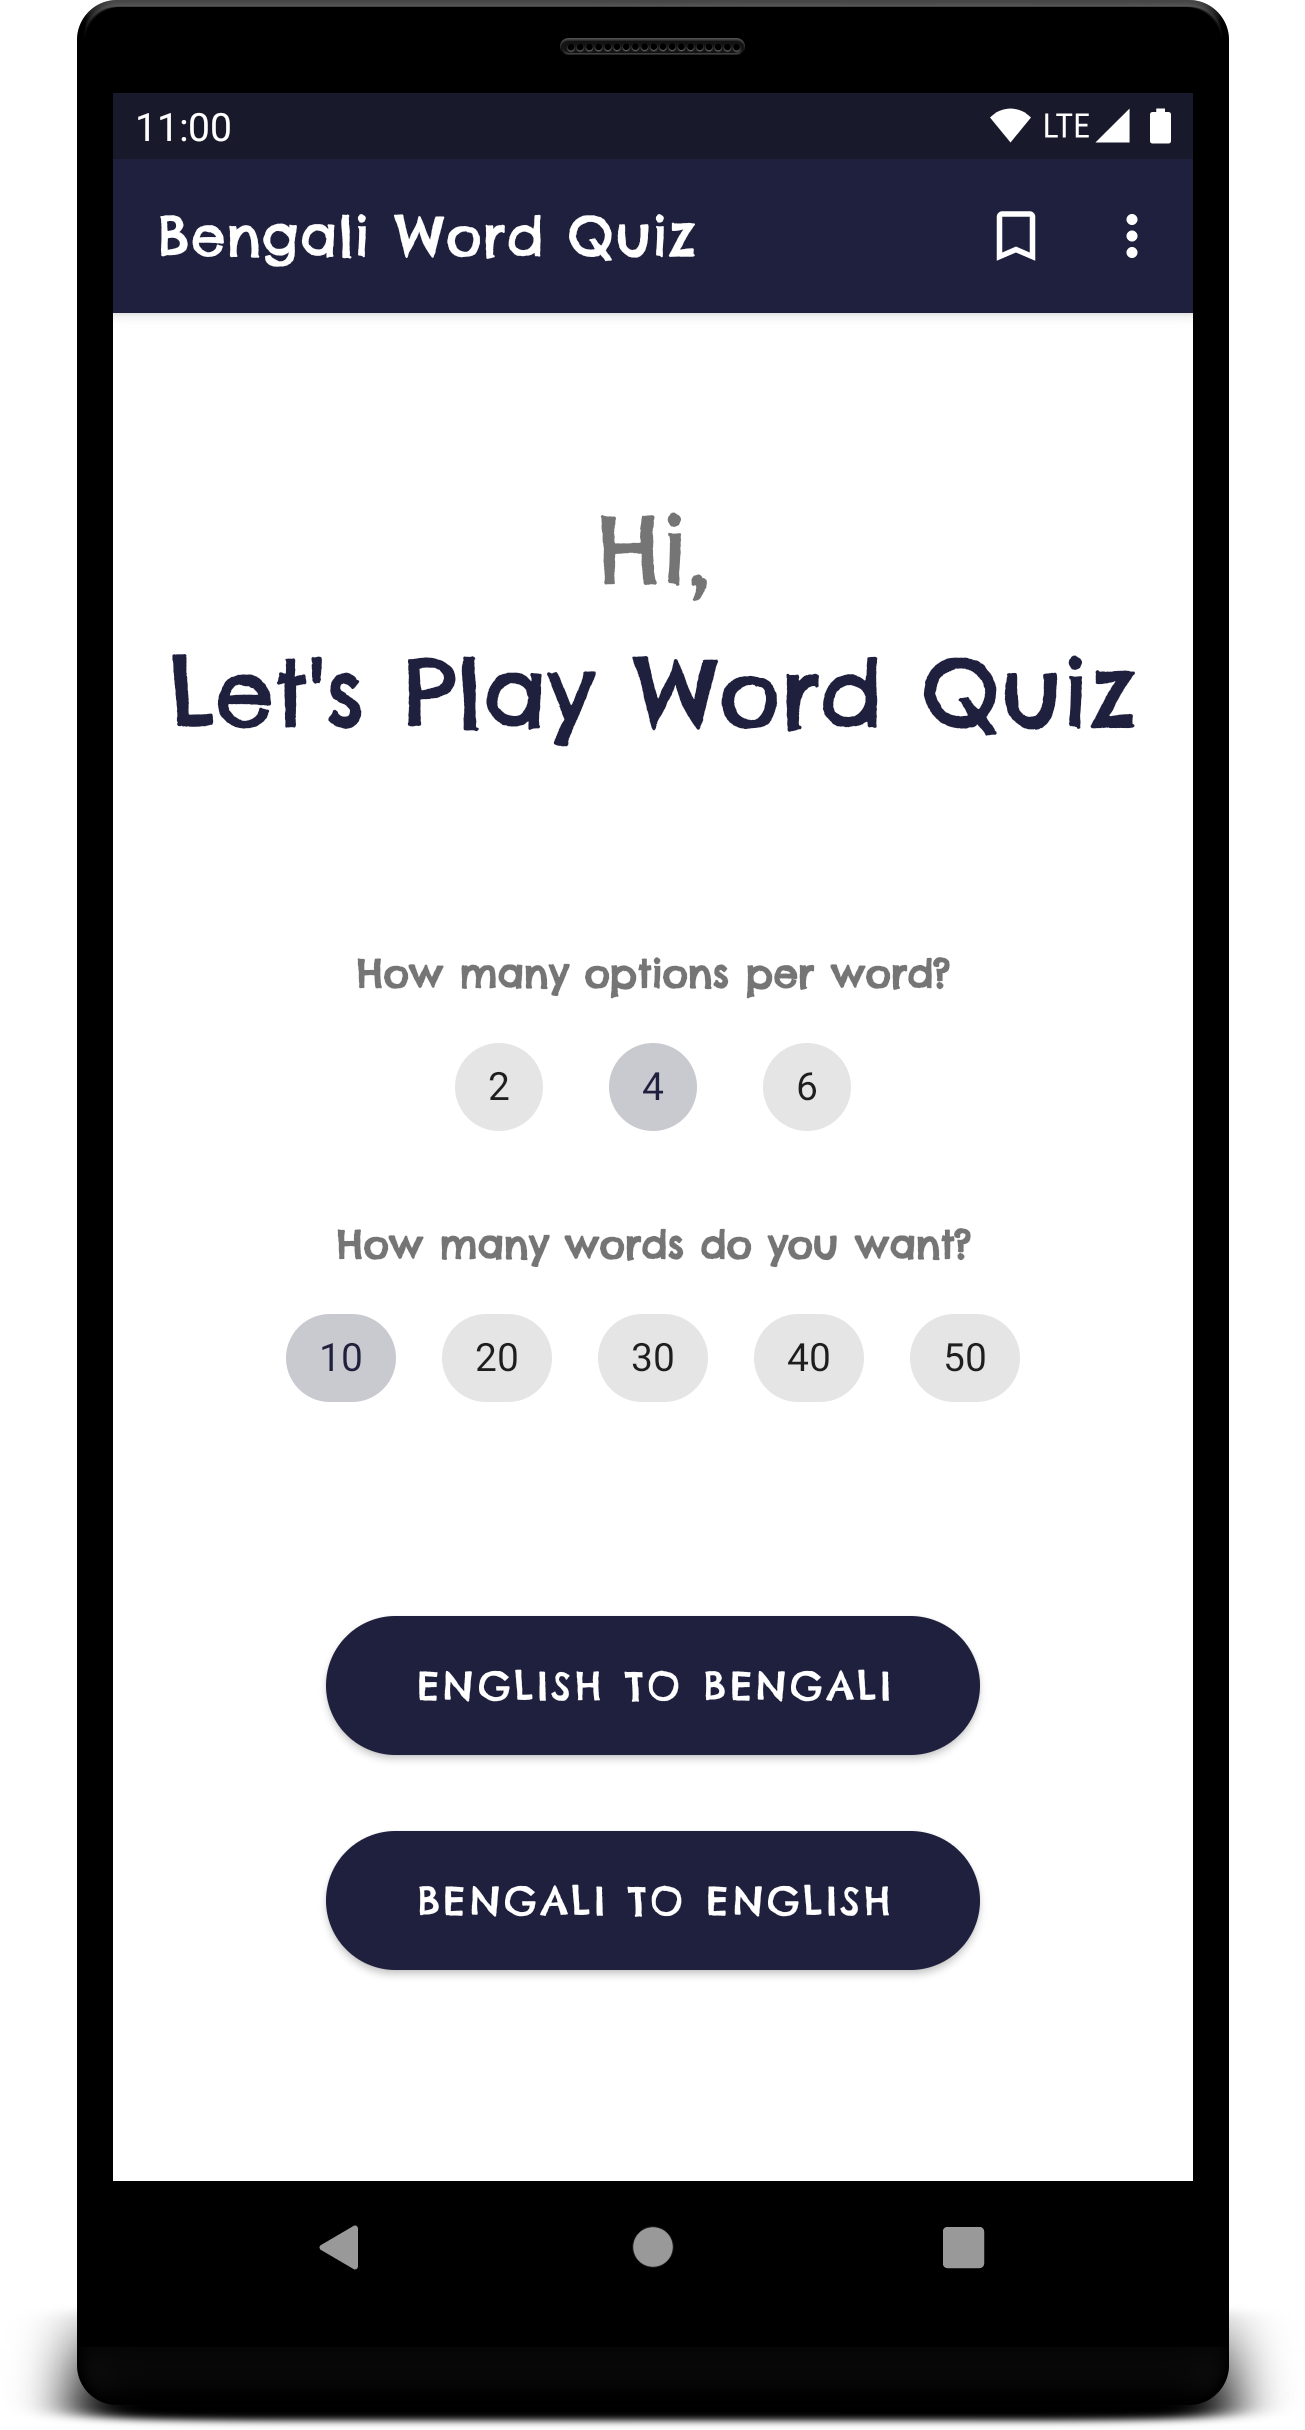 11:00 LTE
Bengali Word Quiz
Hi,
Let's Play Word Quiz
How many options per word?
2 4 6
How many words do you want?
10 20 30 40 50
ENGLISH TO BENGALI
BENGALI TO ENGLISH